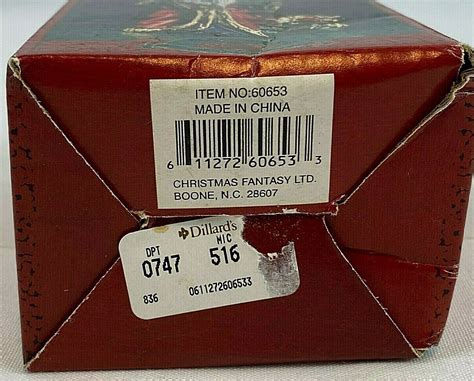 ITEM NO:60653
MADE IN CHINA
6 11272 60653 3
CHRISTMAS FANTASY LTD.
BOONE, N.C. 28607
Dillard's
DPT MIC
0747 516
836 0611272606533